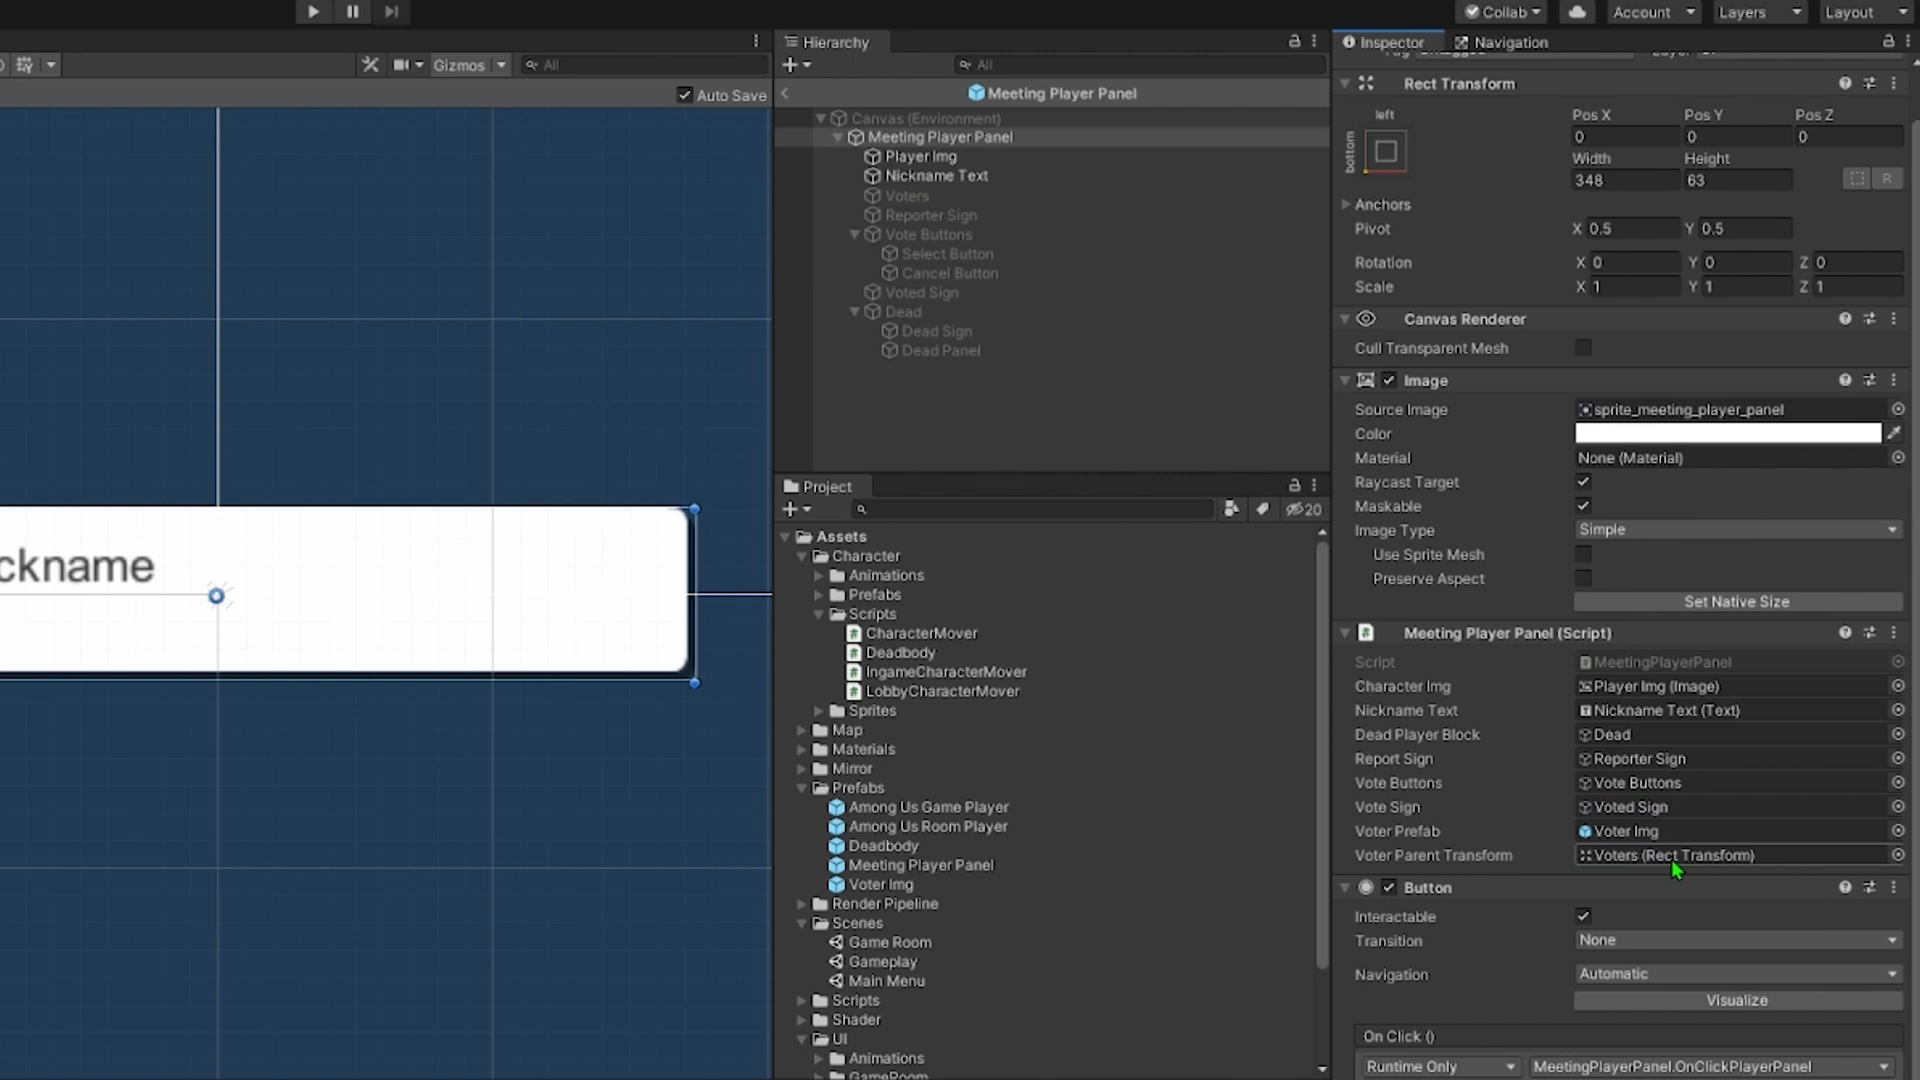 Collab
Account
Layers
Layout
Hierarchy
Inspector
Navigation
Gizmos
All
All
Auto Save
Meeting Player Panel
Canvas (Environment)
Meeting Player Panel
Player Img
Nickname Text
Voters
Reporter Sign
Vote Buttons
Select Button
Cancel Button
Voted Sign
Dead
Dead Sign
Dead Panel
ckname
Project
20
Assets
Character
Animations
Prefabs
Scripts
CharacterMover
Deadbody
IngameCharacterMover
LobbyCharacterMover
Sprites
Map
Materials
Mirror
Prefabs
Among Us Game Player
Among Us Room Player
Deadbody
Meeting Player Panel
Voter Img
Render Pipeline
Scenes
Game Room
Gameplay
Main Menu
Scripts
Shader
UI
Animations
GameRoom
Rect Transform
left
bottom
Pos X Pos Y Pos Z
0 0 0
Width Height
348 63
R
Anchors
Pivot X 0.5 Y 0.5
Rotation X 0 Y 0 Z 0
Scale X 1 Y 1 Z 1
Canvas Renderer
Cull Transparent Mesh
Image
Source Image sprite_meeting_player_panel
Color
Material None (Material)
Raycast Target
Maskable
Image Type Simple
Use Sprite Mesh
Preserve Aspect
Set Native Size
Meeting Player Panel (Script)
Script MeetingPlayerPanel
Character Img Player Img (Image)
Nickname Text Nickname Text (Text)
Dead Player Block Dead
Report Sign Reporter Sign
Vote Buttons Vote Buttons
Vote Sign Voted Sign
Voter Prefab Voter Img
Voter Parent Transform Voters (Rect Transform)
Button
Interactable
Transition None
Navigation Automatic
Visualize
On Click ()
Runtime Only MeetingPlayerPanel.OnClickPlayerPanel